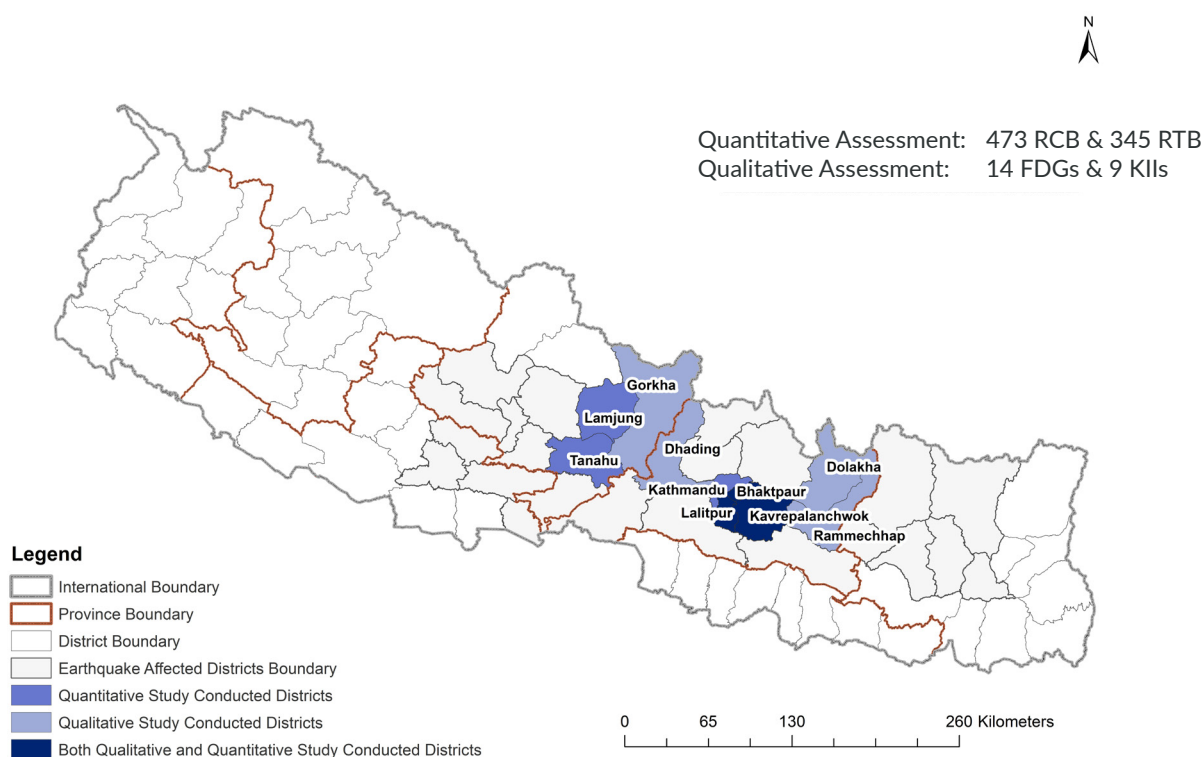 N
Quantitative Assessment: 473 RCB & 345 RTB
Qualitative Assessment: 14 FDGs & 9 KIIs
Gorkha
Lamjung
Dhading
Tanahu
Dolakha
Kathmandu
Bhaktpaur
Lalitpur
Kavrepalanchwok
Rammechhap
Legend
International Boundary
Province Boundary
District Boundary
Earthquake Affected Districts Boundary
Quantitative Study Conducted Districts
Qualitative Study Conducted Districts
Both Qualitative and Quantitative Study Conducted Districts
0 65 130 260 Kilometers